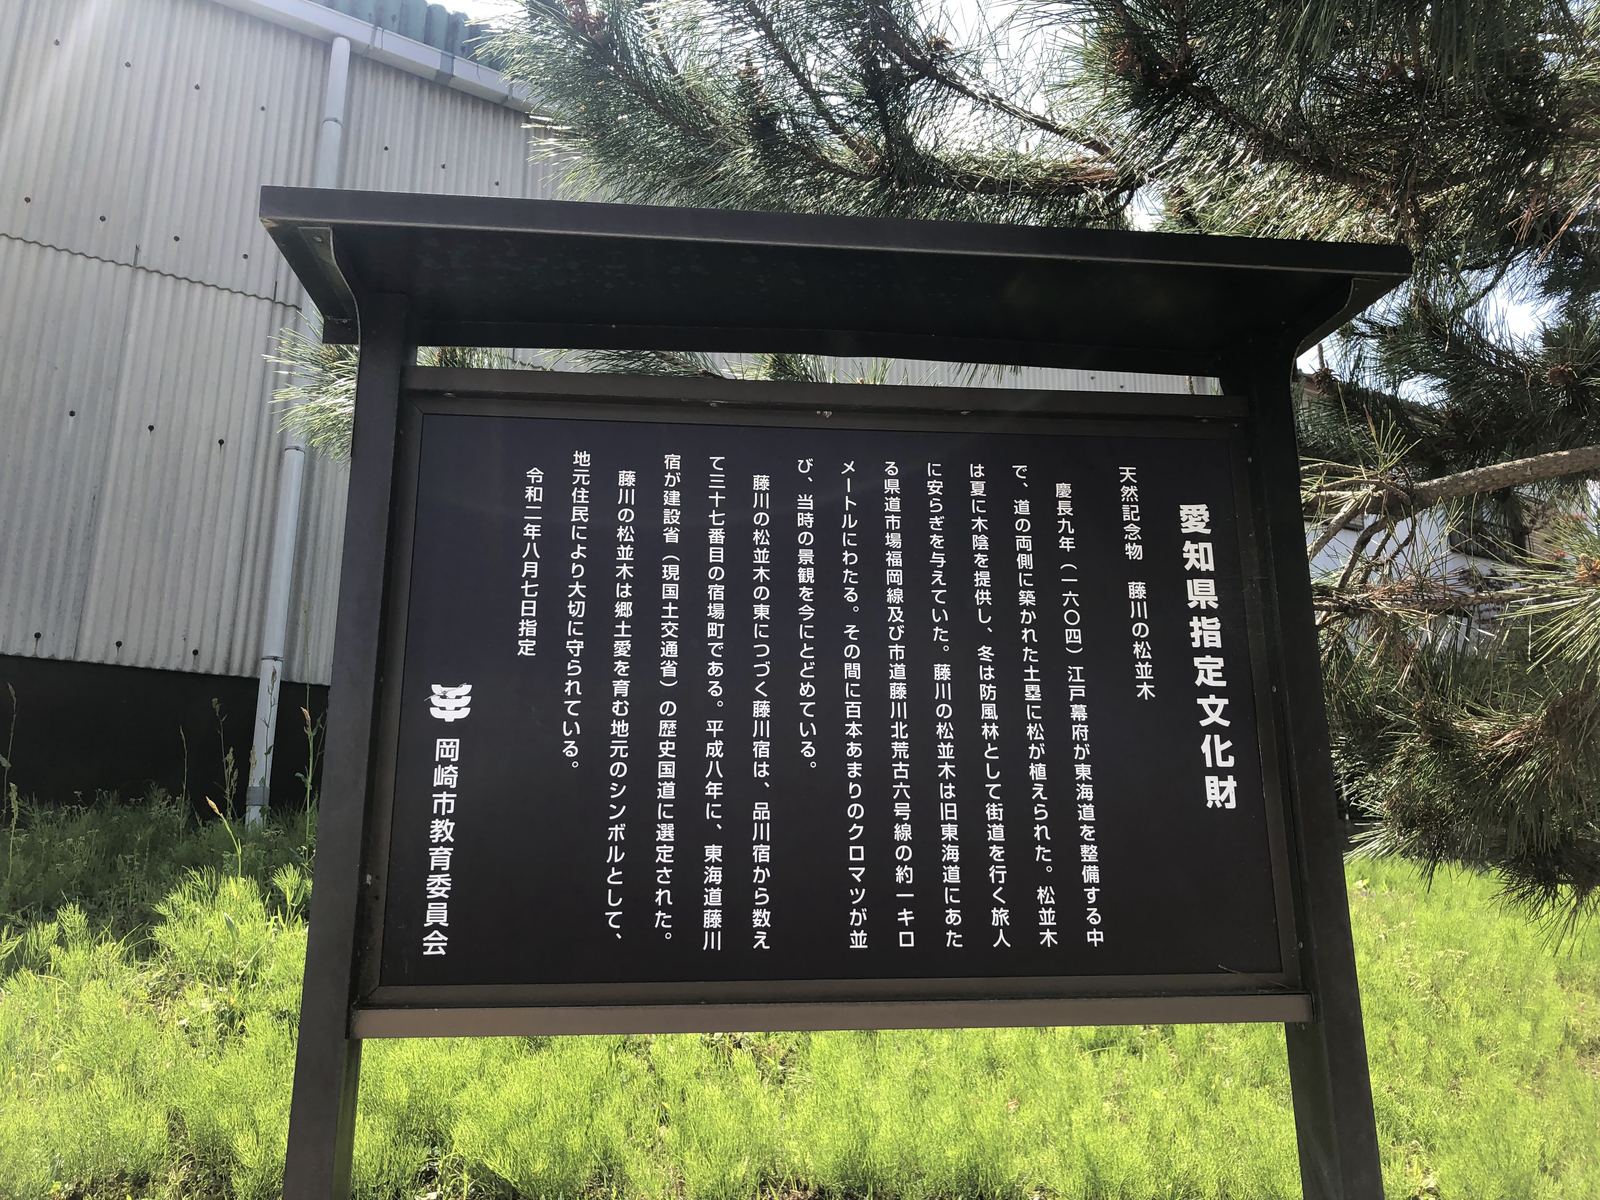 愛知県指定文化財
天然記念物　藤川の松並木
慶長九年（一六〇四）江戸幕府が東海道を整備する中
で、道の両側に築かれた土塁に松が植えられた。松並木
は夏に木陰を提供し、冬は防風林として街道を行く旅人
に安らぎを与えていた。藤川の松並木は旧東海道にあた
る県道市場福岡線及び市道藤川北荒古六号線の約一キロ
メートルにわたる。その間に百本あまりのクロマツが並
び、当時の景観を今にとどめている。
藤川の松並木の東につづく藤川宿は、品川宿から数え
て三十七番目の宿場町である。平成八年に、東海道藤川
宿が建設省（現国土交通省）の歴史国道に選定された。
藤川の松並木は郷土愛を育む地元のシンボルとして、
地元住民により大切に守られている。
令和二年八月七日指定
岡崎市教育委員会